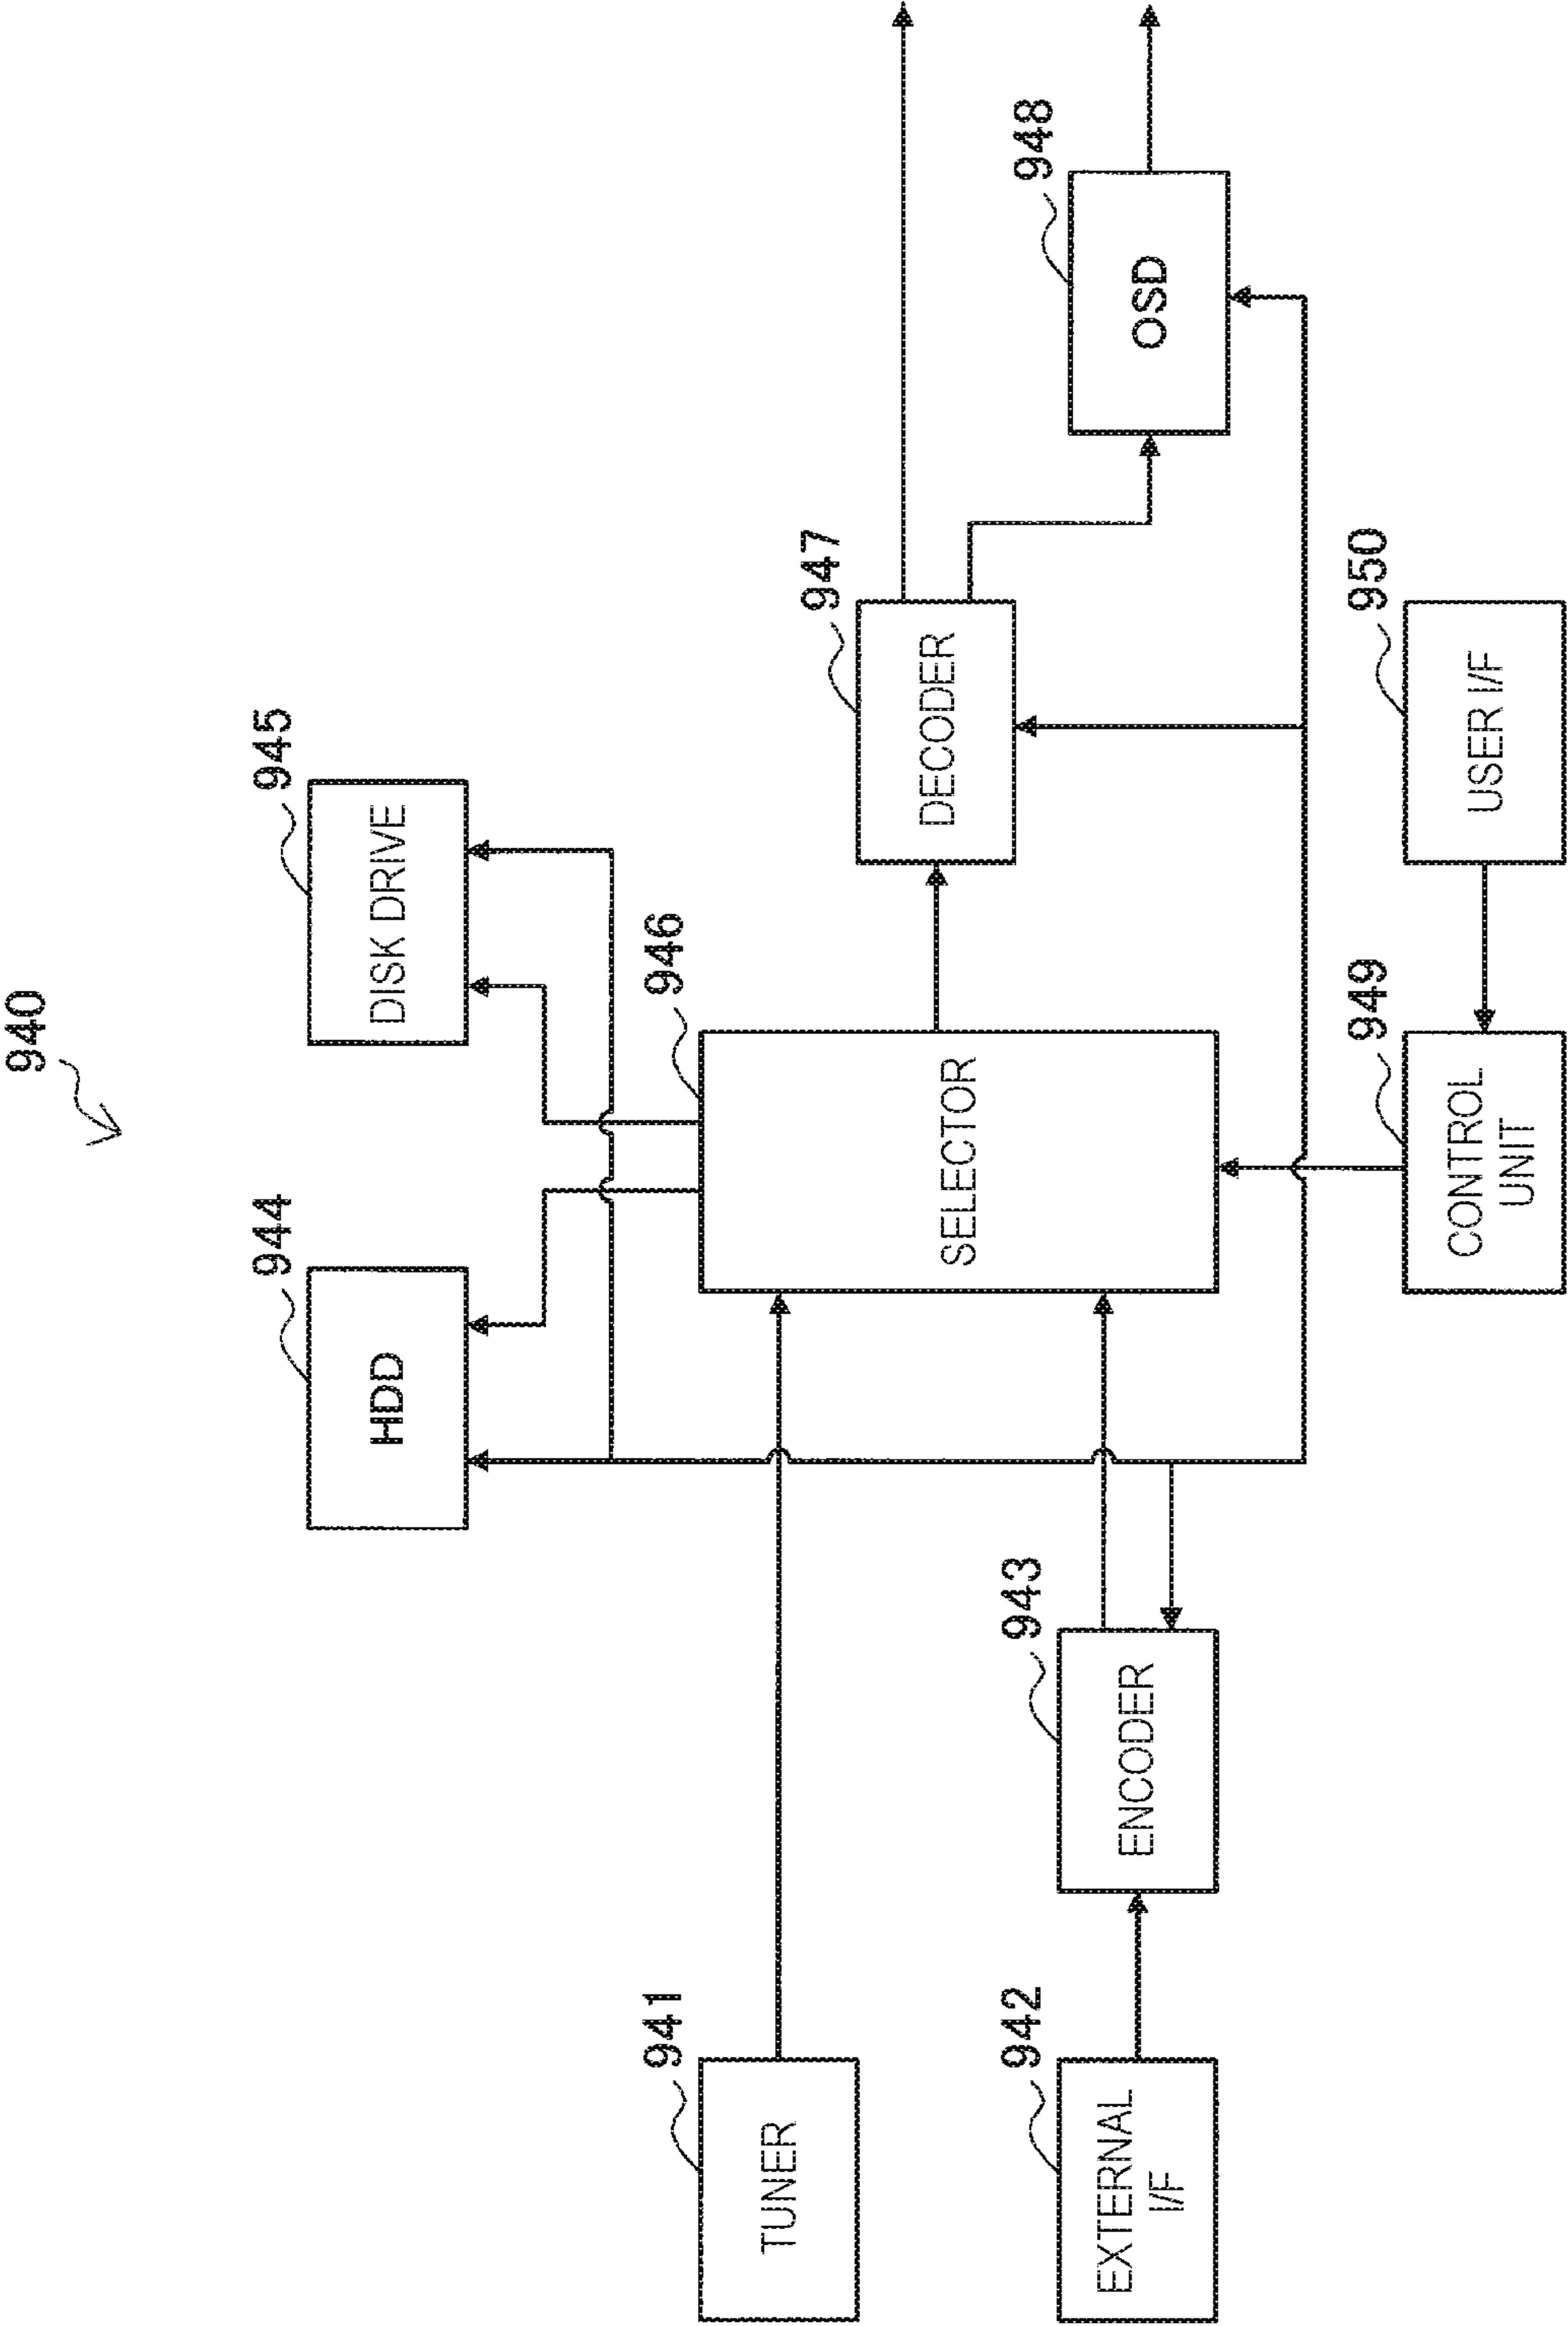 940
944
945
HDD
DISK DRIVE
941
946
947
TUNER
SELECTOR
DECODER
942
943
948
EXTERNAL
I/F
ENCODER
OSD
949
950
CONTROL
UNIT
USER I/F